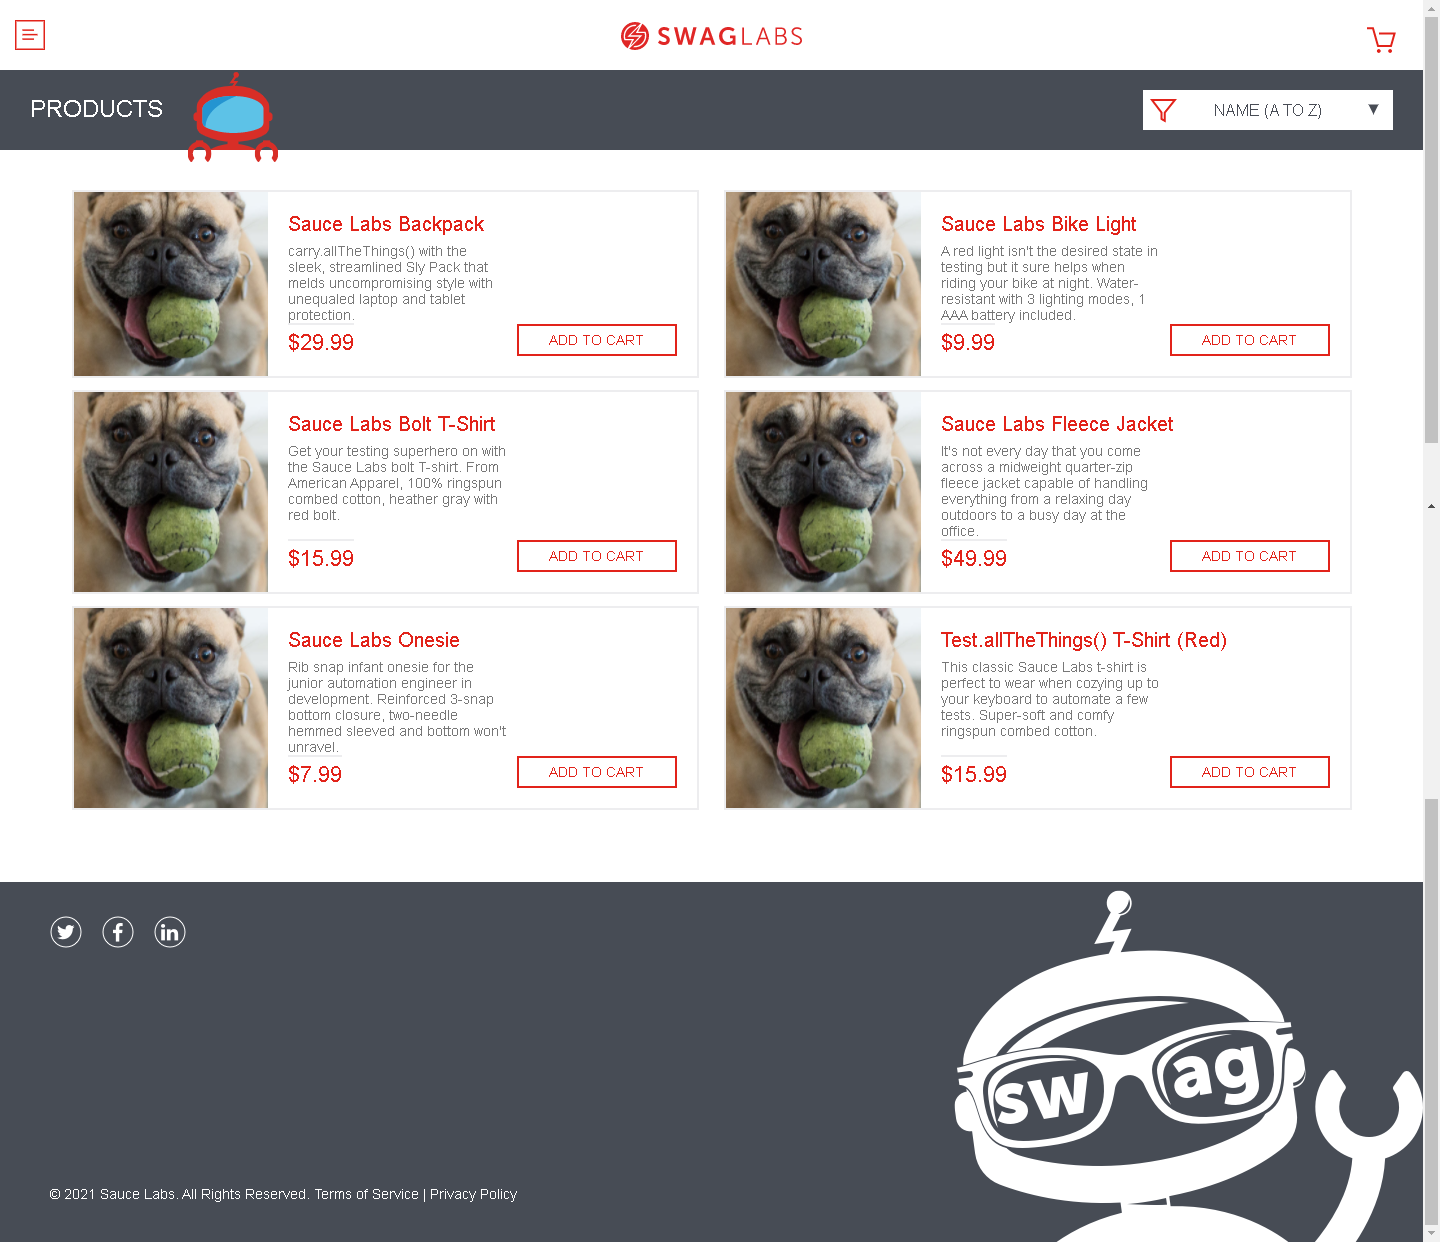 SWAGLABS
PRODUCTS
NAME (A TO Z)
Sauce Labs Backpack
carry.allTheThings() with the
sleek, streamlined Sly Pack that
melds uncompromising style with
unequaled laptop and tablet
protection.
$29.99
ADD TO CART
Sauce Labs Bike Light
A red light isn't the desired state in
testing but it sure helps when
riding your bike at night. Water-
resistant with 3 lighting modes, 1
AAA battery included.
$9.99
ADD TO CART
Sauce Labs Bolt T-Shirt
Get your testing superhero on with
the Sauce Labs bolt T-shirt. From
American Apparel, 100% ringspun
combed cotton, heather gray with
red bolt.
$15.99
ADD TO CART
Sauce Labs Fleece Jacket
It's not every day that you come
across a midweight quarter-zip
fleece jacket capable of handling
everything from a relaxing day
outdoors to a busy day at the
office.
$49.99
ADD TO CART
Sauce Labs Onesie
Rib snap infant onesie for the
junior automation engineer in
development. Reinforced 3-snap
bottom closure, two-needle
hemmed sleeved and bottom won't
unravel.
$7.99
ADD TO CART
Test.allTheThings() T-Shirt (Red)
This classic Sauce Labs t-shirt is
perfect to wear when cozying up to
your keyboard to automate a few
tests. Super-soft and comfy
ringspun combed cotton.
$15.99
ADD TO CART
sw ag
© 2021 Sauce Labs. All Rights Reserved. Terms of Service | Privacy Policy